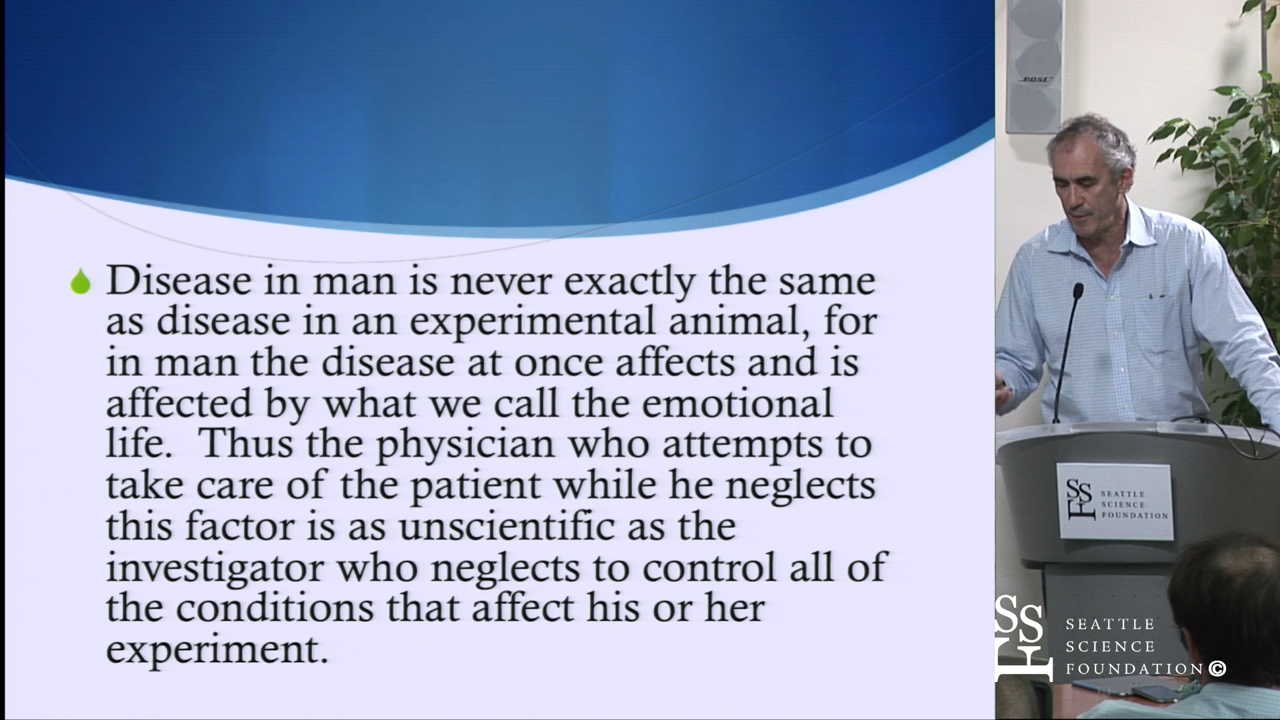 Disease in man is never exactly the same
as disease in an experimental animal, for
in man the disease at once affects and is
affected by what we call the emotional
life.  Thus the physician who attempts to
take care of the patient while he neglects
this factor is as unscientific as the
investigator who neglects to control all of
the conditions that affect his or her
experiment.
BOSE
SSF
SEATTLE
SCIENCE
FOUNDATION
SSF
SEATTLE
SCIENCE
FOUNDATION©